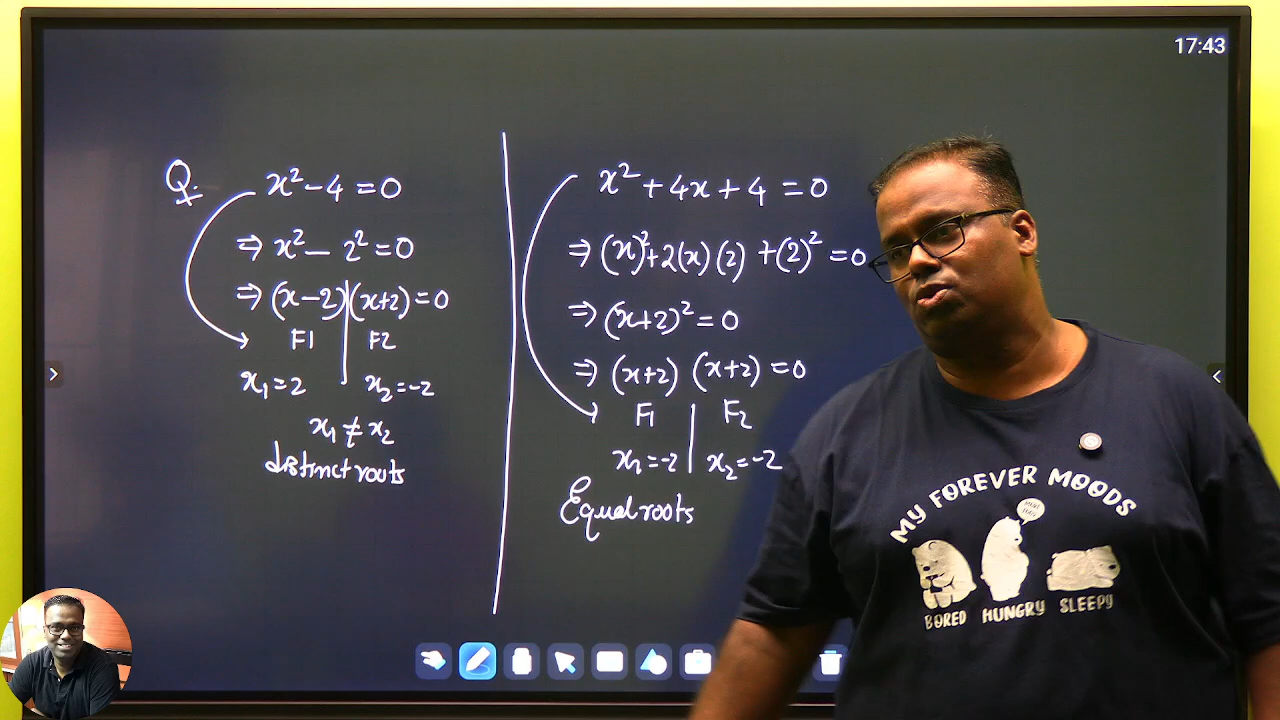 17:43
Q. x² - 4 = 0
⇒ x² - 2² = 0
⇒ (x-2) (x+2) = 0
F1 F2
x₁ = 2 x₂ = -2
x₁ ≠ x₂
distinct roots
x² + 4x + 4 = 0
⇒ (x)² + 2(x)(2) + (2)² = 0
⇒ (x+2)² = 0
⇒ (x+2) (x+2) = 0
F1 F2
x₁ = -2 x₂ = -2
Equal roots
MY FOREVER MOODS
BORED HUNGRY SLEEPY